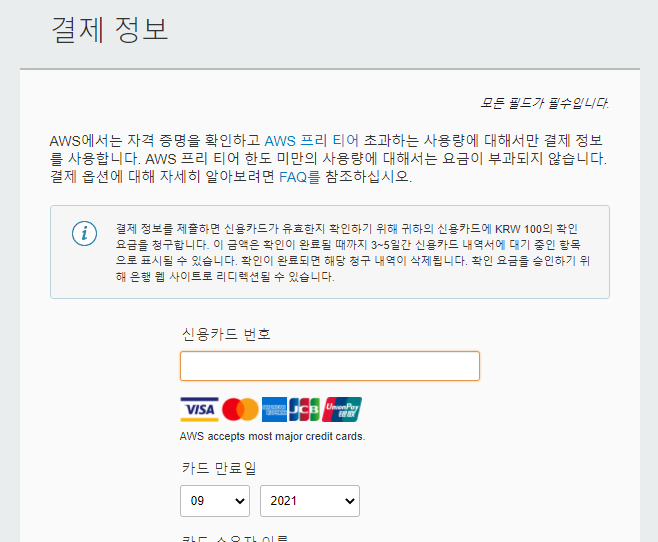 결제 정보
모든 필드가 필수입니다.
AWS에서는 자격 증명을 확인하고 AWS 프리 티어 초과하는 사용량에 대해서만 결제 정보
를 사용합니다. AWS 프리 티어 한도 미만의 사용량에 대해서는 요금이 부과되지 않습니다.
결제 옵션에 대해 자세히 알아보려면 FAQ를 참조하십시오.
결제 정보를 제출하면 신용카드가 유효한지 확인하기 위해 귀하의 신용카드에 KRW 100의 확인
요금을 청구합니다. 이 금액은 확인이 완료될 때까지 3~5일간 신용카드 내역서에 대기 중인 항목
으로 표시될 수 있습니다. 확인이 완료되면 해당 청구 내역이 삭제됩니다. 확인 요금을 승인하기 위
해 은행 웹 사이트로 리디렉션될 수 있습니다.
신용카드 번호
VISA AMERICAN EXPRESS JCB UnionPay 银联
AWS accepts most major credit cards.
카드 만료일
09 2021
카드 소유자 이름